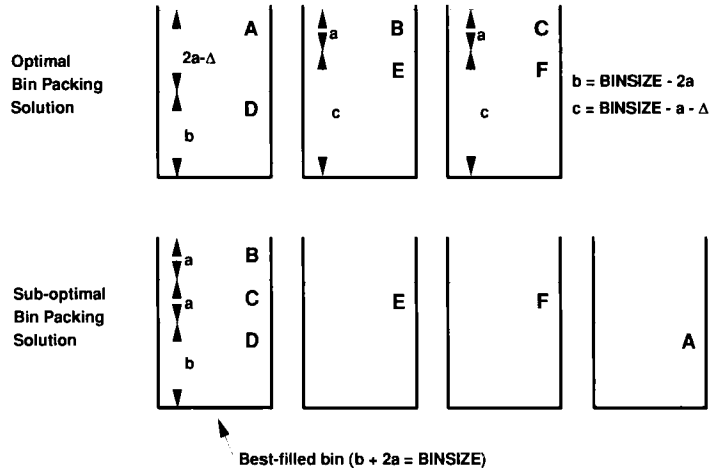 Optimal
Bin Packing
Solution
A
2a-Δ
D
b
a
B
E
c
a
C
F
c
b = BINSIZE - 2a
c = BINSIZE - a - Δ
Sub-optimal
Bin Packing
Solution
a
B
a
C
D
b
E
F
A
Best-filled bin (b + 2a = BINSIZE)